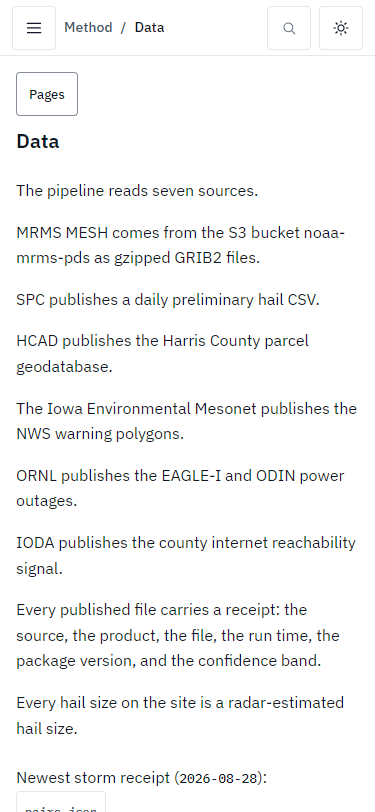 Method / Data
Pages
Data
The pipeline reads seven sources.
MRMS MESH comes from the S3 bucket noaa-
mrms-pds as gzipped GRIB2 files.
SPC publishes a daily preliminary hail CSV.
HCAD publishes the Harris County parcel
geodatabase.
The Iowa Environmental Mesonet publishes the
NWS warning polygons.
ORNL publishes the EAGLE-I and ODIN power
outages.
IODA publishes the county internet reachability
signal.
Every published file carries a receipt: the
source, the product, the file, the run time, the
package version, and the confidence band.
Every hail size on the site is a radar-estimated
hail size.
Newest storm receipt (2026-08-28):